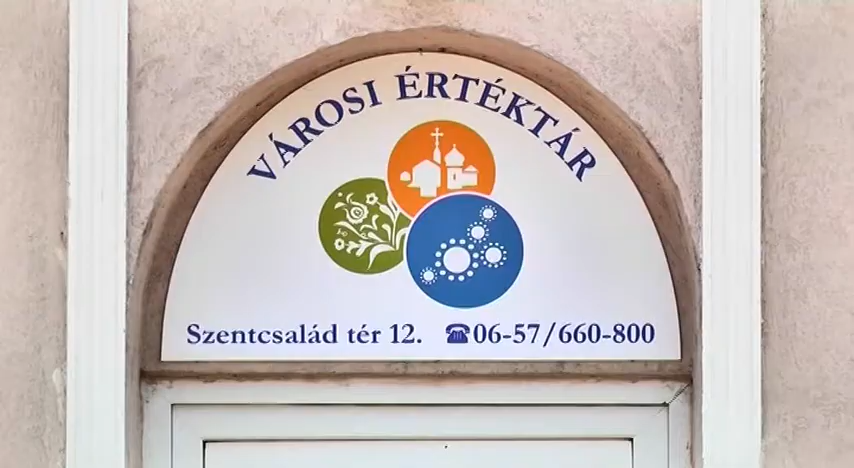 VÁROSI ÉRTÉKTÁR
Szentcsalád tér 12. ☎06-57/660-800